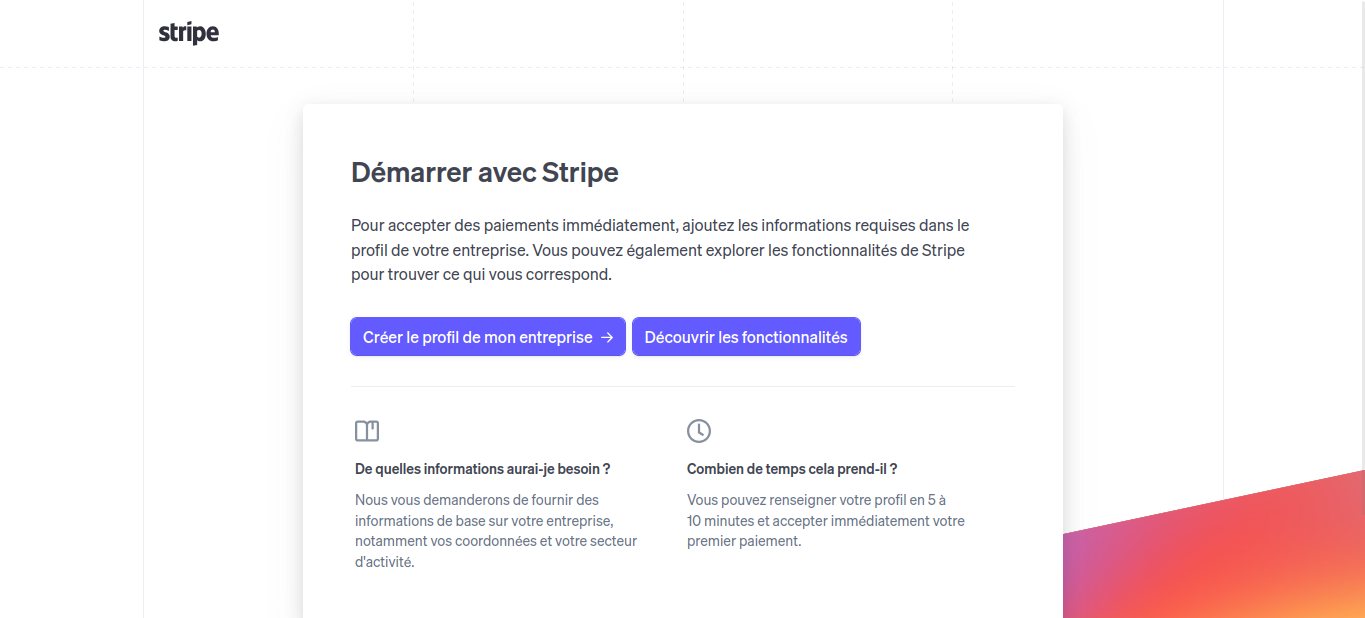 stripe
Démarrer avec Stripe
Pour accepter des paiements immédiatement, ajoutez les informations requises dans le
profil de votre entreprise. Vous pouvez également explorer les fonctionnalités de Stripe
pour trouver ce qui vous correspond.
Créer le profil de mon entreprise →
Découvrir les fonctionnalités
De quelles informations aurai-je besoin ?
Nous vous demanderons de fournir des
informations de base sur votre entreprise,
notamment vos coordonnées et votre secteur
d'activité.
Combien de temps cela prend-il ?
Vous pouvez renseigner votre profil en 5 à
10 minutes et accepter immédiatement votre
premier paiement.